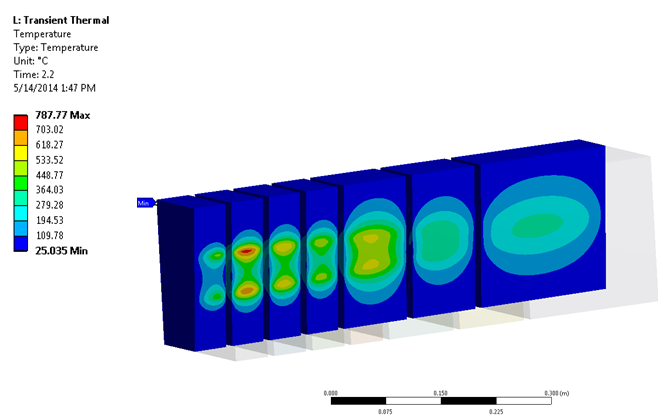 L: Transient Thermal
Temperature
Type: Temperature
Unit: °C
Time: 2.2
5/14/2014 1:47 PM
787.77 Max
703.02
618.27
533.52
448.77
364.03
279.28
194.53
109.78
25.035 Min
Min
0.000
0.150
0.300 (m)
0.075
0.225